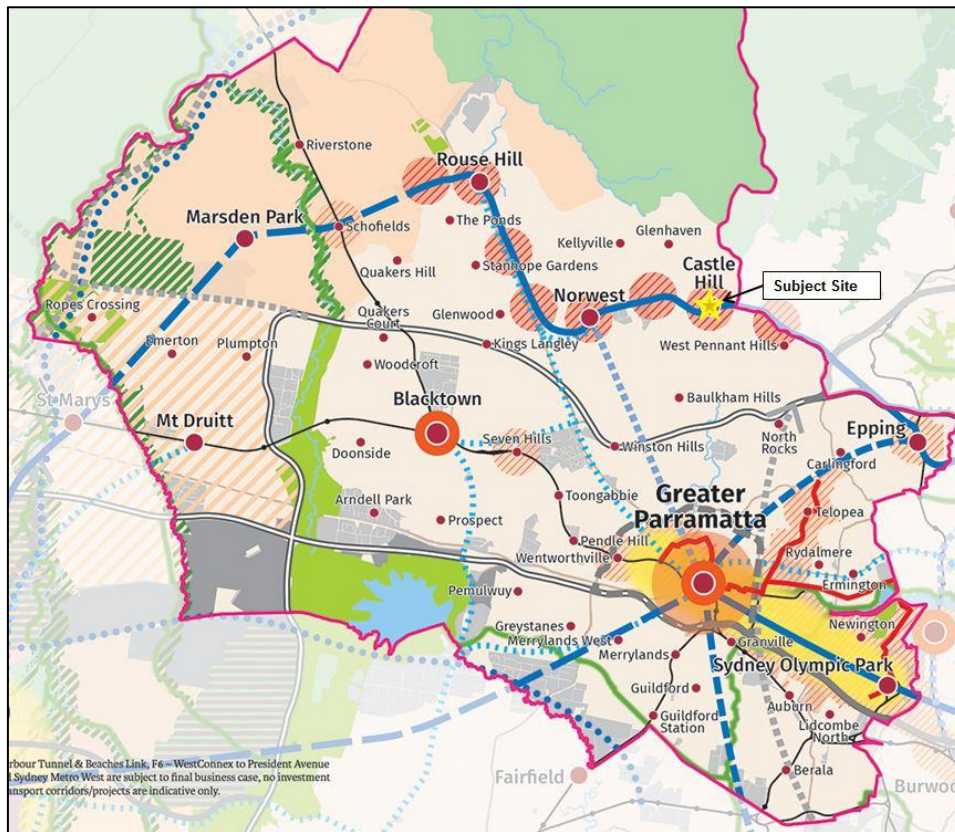 Riverstone
Rouse Hill
Marsden Park
Schofields
The Ponds
Kellyville
Glenhaven
Quakers Hill
Stanhope Gardens
Castle
Hill
Subject Site
Ropes Crossing
Quakers
Court
Glenwood
Norwest
Emerton
Plumpton
Kings Langley
West Pennant Hills
Woodcroft
St Marys
Blacktown
Baulkham Hills
Mt Druitt
Seven Hills
North
Rocks
Epping
Doonside
Winston Hills
Carlingford
Arndell Park
Toongabbie
Greater
Parramatta
Telopea
Prospect
Pendle Hill
Wentworthville
Rydalmere
Ermington
Pemulwuy
Greystanes
Newington
Merrylands West
Granville
Merrylands
Sydney Olympic Park
Guildford
Auburn
Guildford
Station
Lidcombe
North
rbour Tunnel & Beaches Link, F6 – WestConnex to President Avenue
Sydney Metro West are subject to final business case, no investment
nsport corridors/projects are indicative only.
Fairfield
Berala
Burwoo